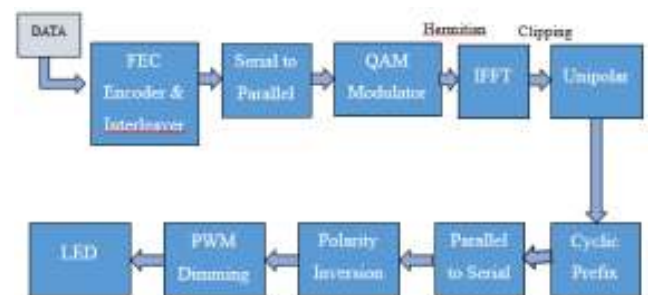 DATA
FEC
Encoder &
Interleaver
Serial to
Parallel
QAM
Modulator
Hermitian
IFFT
Clipping
Unipolar
Cyclic
Prefix
Parallel
to Serial
Polarity
Inversion
PWM
Dimming
LED